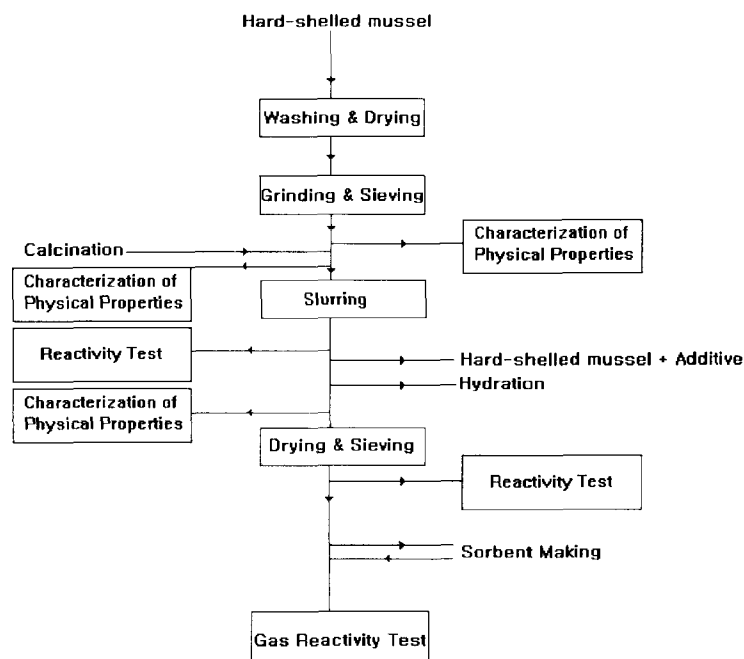 Hard-shelled mussel
Washing & Drying
Grinding & Sieving
Characterization of
Physical Properties
Calcination
Characterization of
Physical Properties
Slurring
Reactivity Test
Hard-shelled mussel + Additive
Hydration
Characterization of
Physical Properties
Drying & Sieving
Reactivity Test
Sorbent Making
Gas Reactivity Test